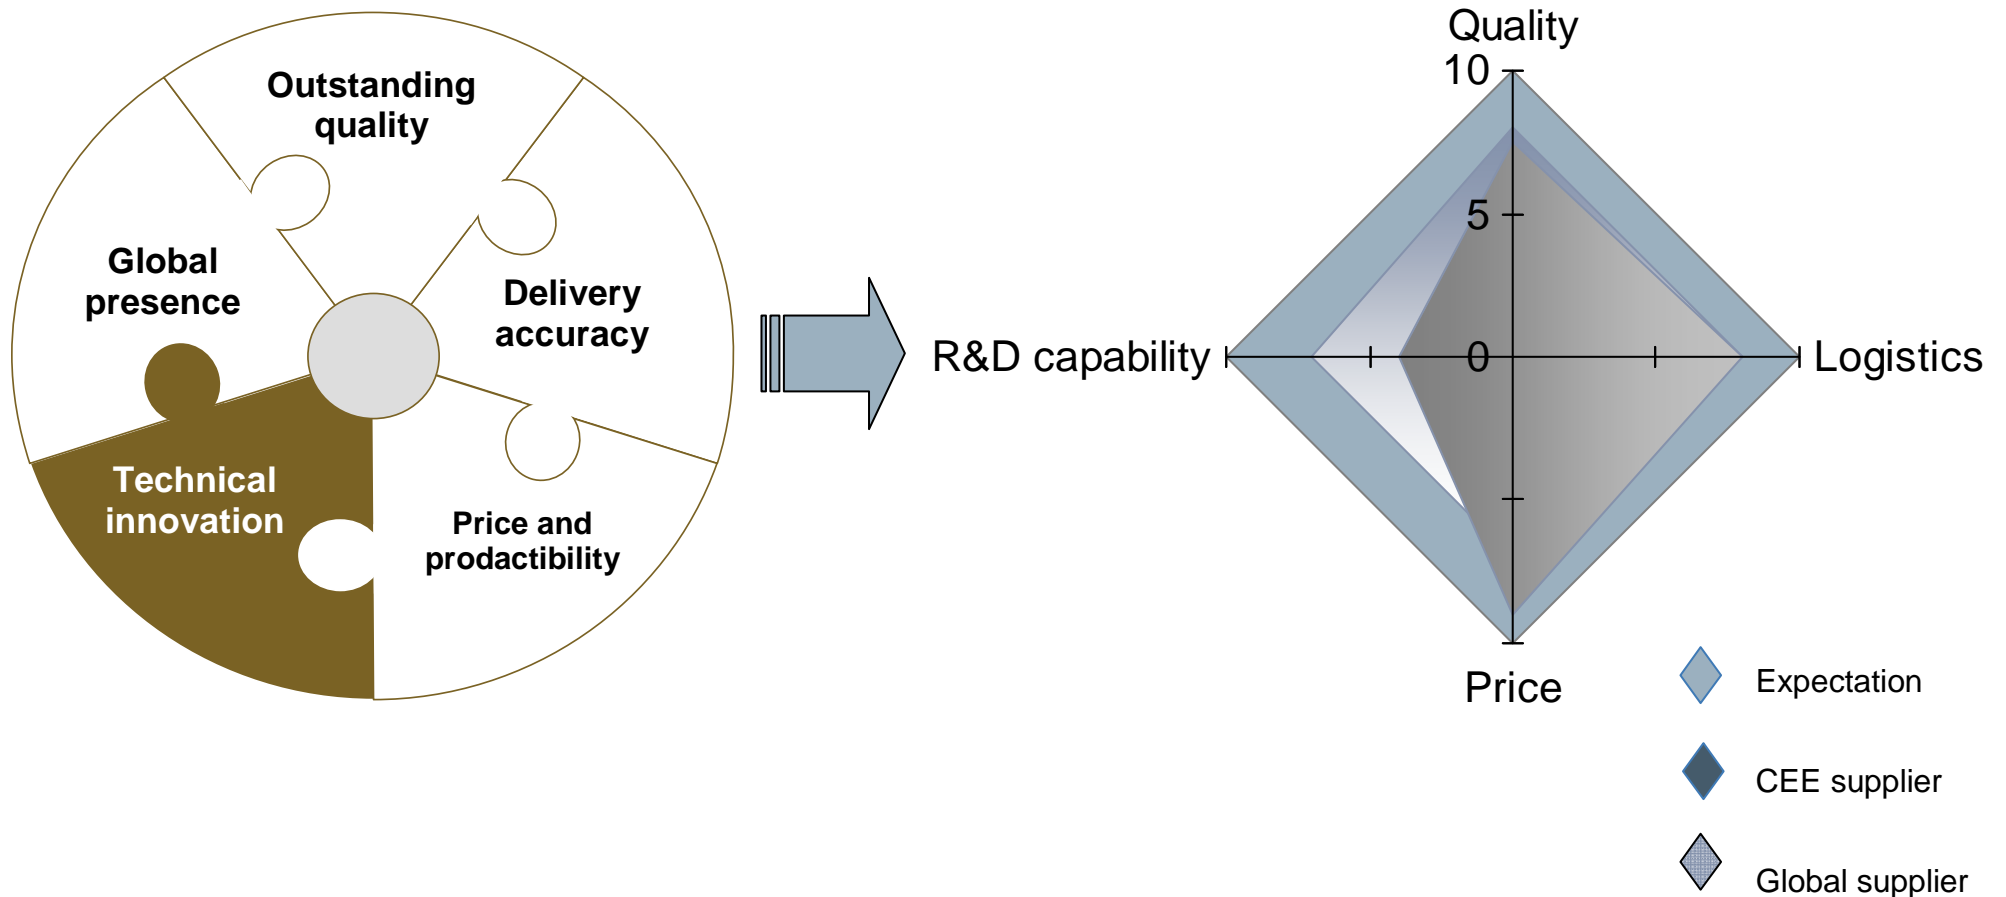 Outstanding
quality
Global
presence
Delivery
accuracy
Technical
innovation
Price and
prodactibility
Quality
10
5
R&D capability
0
Logistics
Price
Expectation
CEE supplier
Global supplier